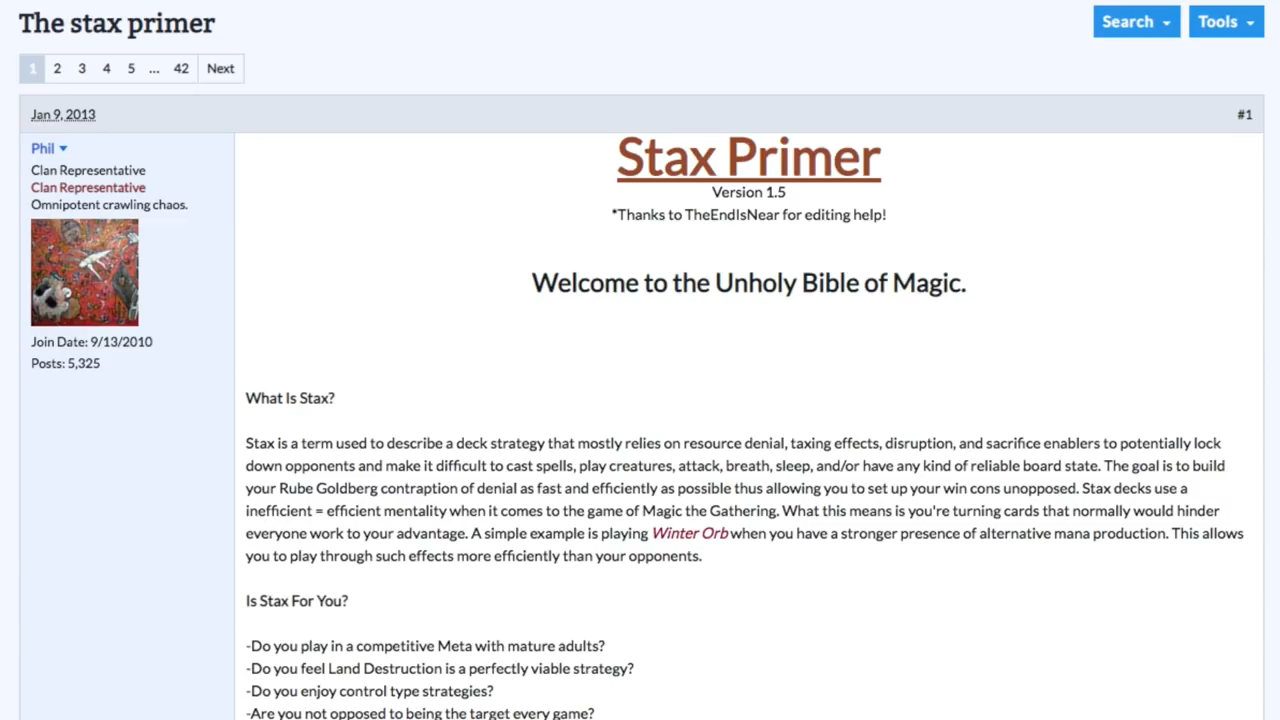 The stax primer
Search
Tools
1 2 3 4 5 ... 42 Next
Jan 9, 2013
#1
Phil
Clan Representative
Clan Representative
Omnipotent crawling chaos.
Join Date: 9/13/2010
Posts: 5,325
Stax Primer
Version 1.5
*Thanks to TheEndIsNear for editing help!
Welcome to the Unholy Bible of Magic.
What Is Stax?
Stax is a term used to describe a deck strategy that mostly relies on resource denial, taxing effects, disruption, and sacrifice enablers to potentially lock
down opponents and make it difficult to cast spells, play creatures, attack, breath, sleep, and/or have any kind of reliable board state. The goal is to build
your Rube Goldberg contraption of denial as fast and efficiently as possible thus allowing you to set up your win cons unopposed. Stax decks use a
inefficient = efficient mentality when it comes to the game of Magic the Gathering. What this means is you're turning cards that normally would hinder
everyone work to your advantage. A simple example is playing Winter Orb when you have a stronger presence of alternative mana production. This allows
you to play through such effects more efficiently than your opponents.
Is Stax For You?
-Do you play in a competitive Meta with mature adults?
-Do you feel Land Destruction is a perfectly viable strategy?
-Do you enjoy control type strategies?
-Are you not opposed to being the target every game?